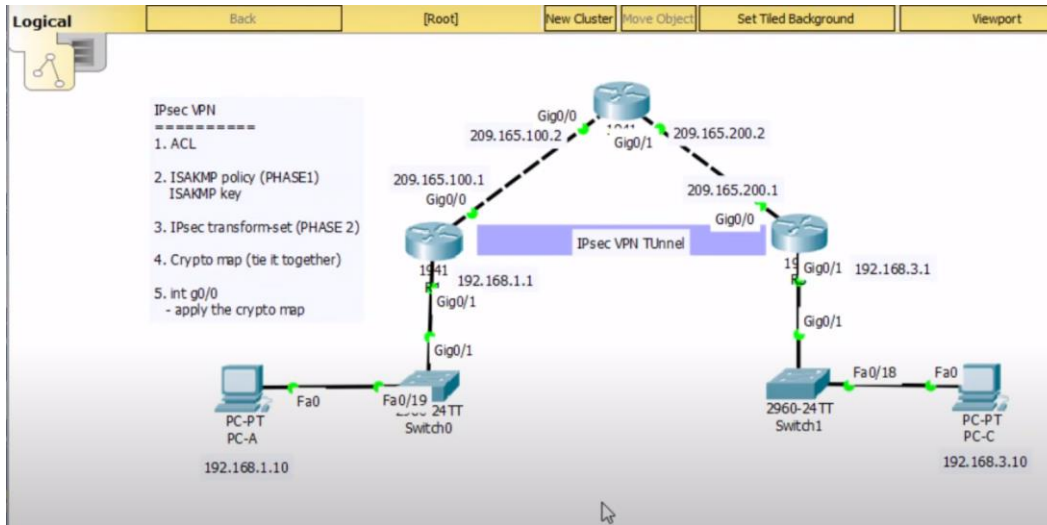 Logical
Back
[Root]
New Cluster
Move Object
Set Tiled Background
Viewport
IPsec VPN
==========
1. ACL
2. ISAKMP policy (PHASE1)
ISAKMP key
3. IPsec transform-set (PHASE 2)
4. Crypto map (tie it together)
5. int g0/0
- apply the crypto map
Gig0/0
209.165.100.2
1941
Gig0/1
209.165.200.2
209.165.100.1
Gig0/0
209.165.200.1
Gig0/0
IPsec VPN TUnnel
1941
192.168.1.1
Gig0/1
Gig0/1
192.168.3.1
Gig0/1
Gig0/1
Fa0
Fa0/19
24TT
Switch0
PC-PT
PC-A
192.168.1.10
Fa0/18
Fa0
2960-24TT
Switch1
PC-PT
PC-C
192.168.3.10